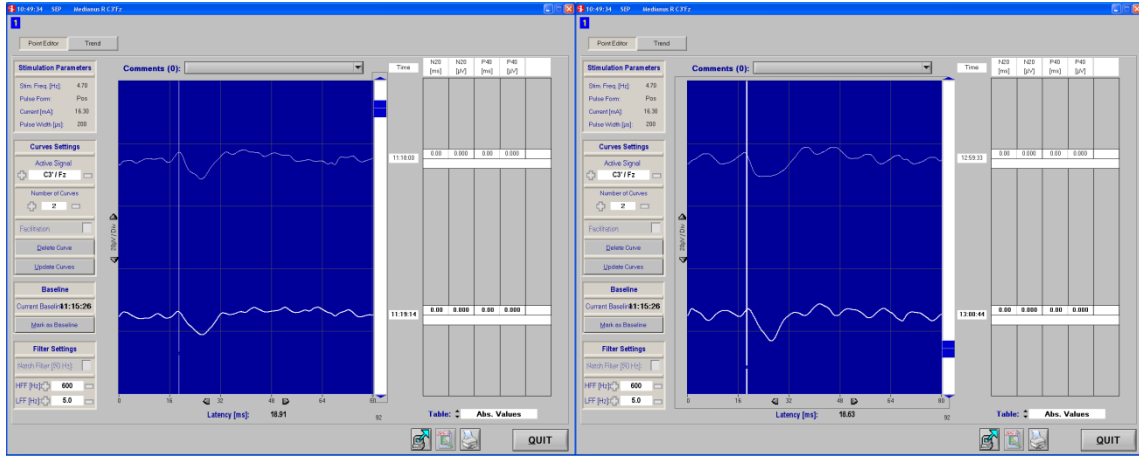 10:49:34 SEP Medianus R C3'Fz
1
Point Editor Trend
Stimulation Parameters
Stim. Freq. [Hz]: 4.70
Pulse Form: Pos
Current [mA]: 16.30
Pulse Width [µs]: 200
Curves Settings
Active Signal
C3' / Fz
Number of Curves
2
Facilitation
Delete Curve
Update Curves
Baseline
Current Baselin 11:15:26
Mark as Baseline
Filter Settings
Notch Filter [50 Hz]:
HFF [Hz]: 600
LFF [Hz]: 5.0
Comments (0):
20µV / Div
0 16 32 48 64 80
Latency [ms]: 18.91
92
Time N20 [ms] N20 [µV] P40 [ms] P40 [µV]
11:18:00 0.00 0.000 0.00 0.000
11:19:14 0.00 0.000 0.00 0.000
Table: Abs. Values
QUIT
10:49:34 SEP Medianus R C3'Fz
1
Point Editor Trend
Stimulation Parameters
Stim. Freq. [Hz]: 4.70
Pulse Form: Pos
Current [mA]: 16.30
Pulse Width [µs]: 200
Curves Settings
Active Signal
C3' / Fz
Number of Curves
2
Facilitation
Delete Curve
Update Curves
Baseline
Current Baselin 11:15:26
Mark as Baseline
Filter Settings
Notch Filter [50 Hz]:
HFF [Hz]: 600
LFF [Hz]: 5.0
Comments (0):
20µV / Div
0 16 32 48 64 80
Latency [ms]: 18.63
92
Time N20 [ms] N20 [µV] P40 [ms] P40 [µV]
12:59:33 0.00 0.000 0.00 0.000
13:00:44 0.00 0.000 0.00 0.000
Table: Abs. Values
QUIT